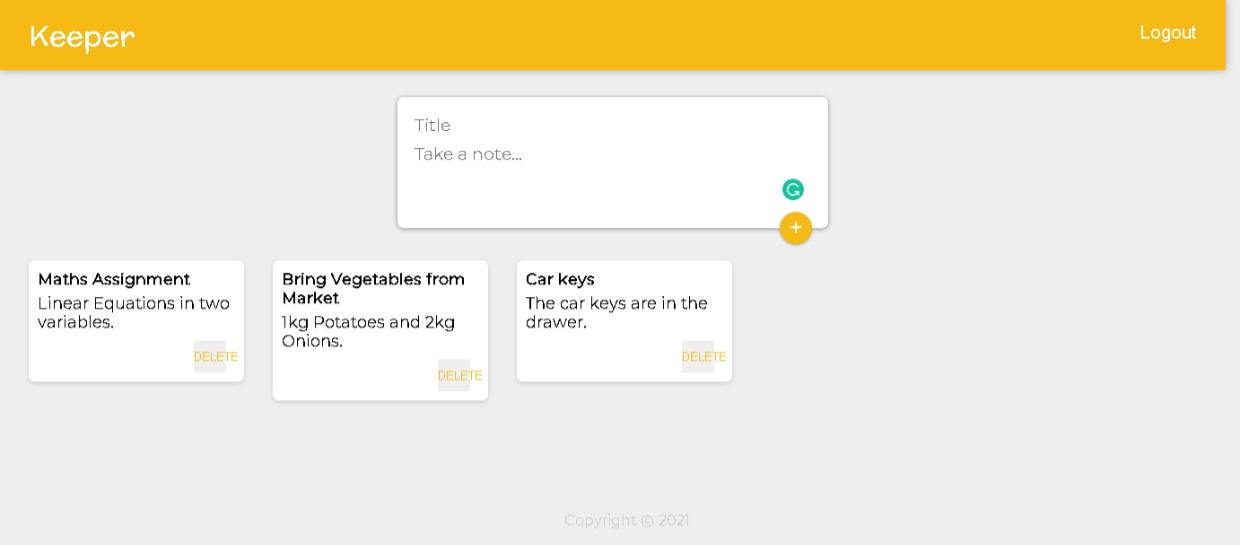 Keeper
Logout
Title
Take a note...
+
Maths Assignment
Linear Equations in two
variables.
DELETE
Bring Vegetables from
Market
1kg Potatoes and 2kg
Onions.
DELETE
Car keys
The car keys are in the
drawer.
DELETE
Copyright © 2021